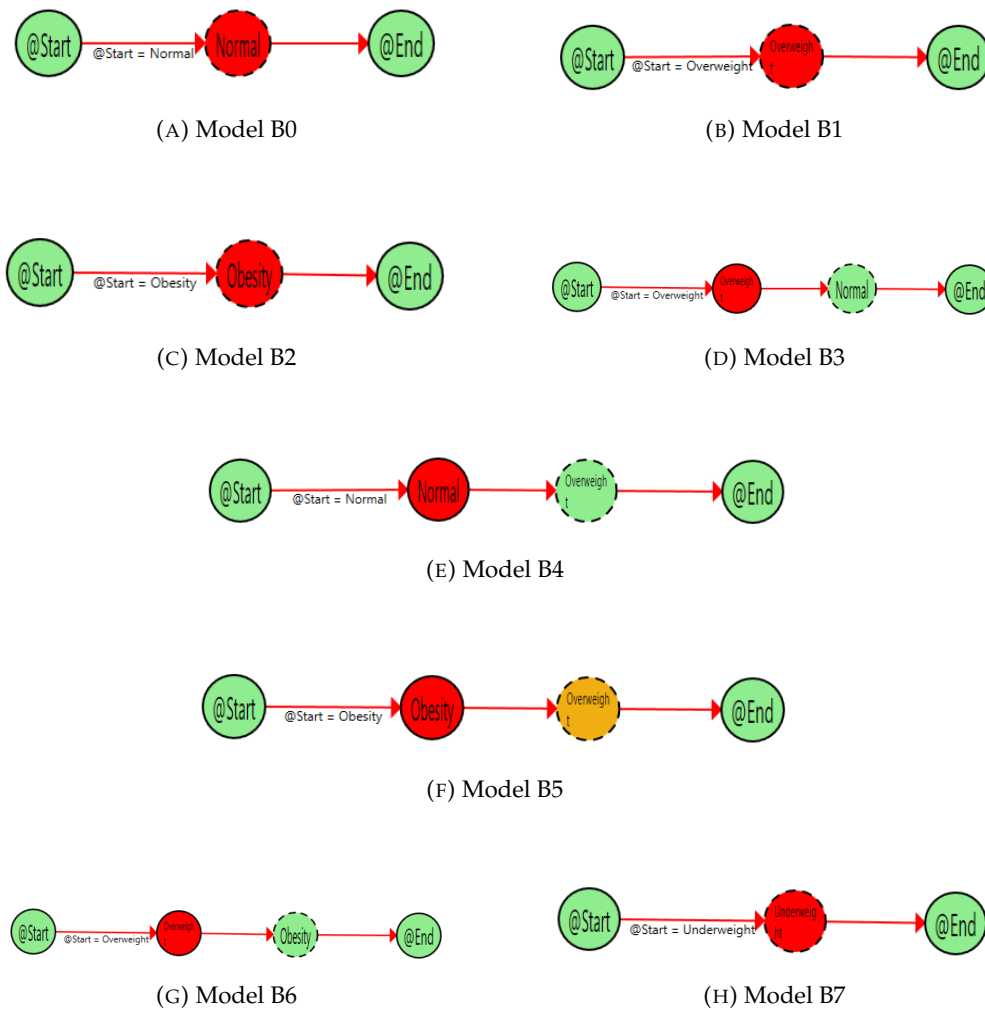 @Start
@Start = Normal
Normal
@End
(A) Model B0
@Start
@Start = Overweight
Overweigh
t
@End
(B) Model B1
@Start
@Start = Obesity
Obesity
@End
(C) Model B2
@Start
@Start = Overweight
Overweigh
t
Normal
@End
(D) Model B3
@Start
@Start = Normal
Normal
Overweigh
t
@End
(E) Model B4
@Start
@Start = Obesity
Obesity
Overweigh
t
@End
(F) Model B5
@Start
@Start = Overweight
Overweigh
t
Obesity
@End
(G) Model B6
@Start
@Start = Underweight
Underweig
ht
@End
(H) Model B7